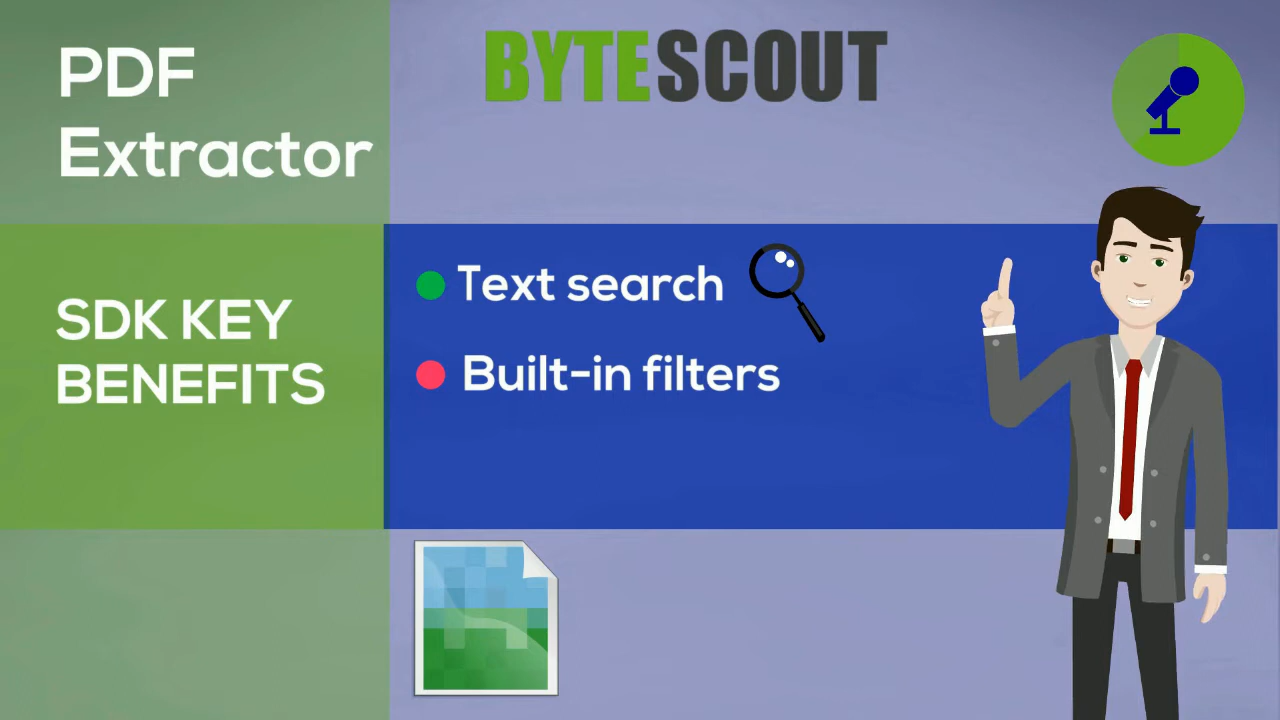 PDF
Extractor
BYTESCOUT
SDK KEY
BENEFITS
Text search
Built-in filters